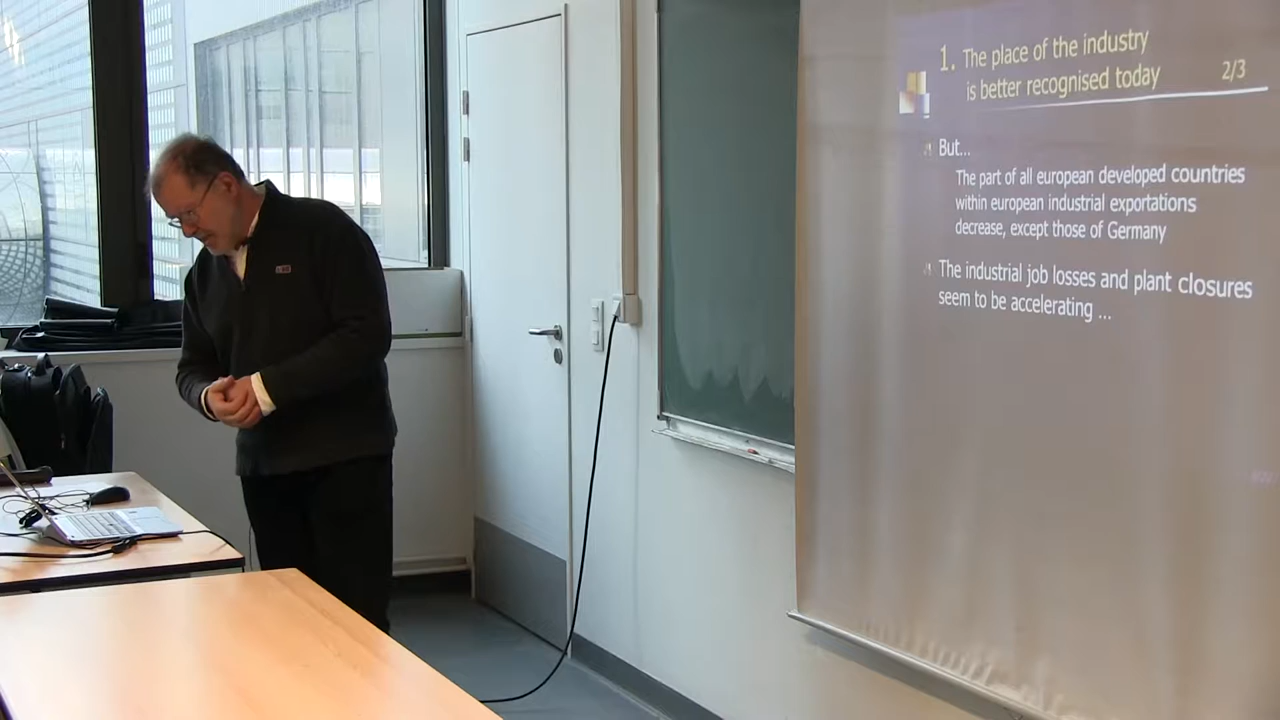 1. The place of the industry
is better recognised today
2/3
But...
The part of all european developed countries
within european industrial exportations
decrease, except those of Germany
The industrial job losses and plant closures
seem to be accelerating ...